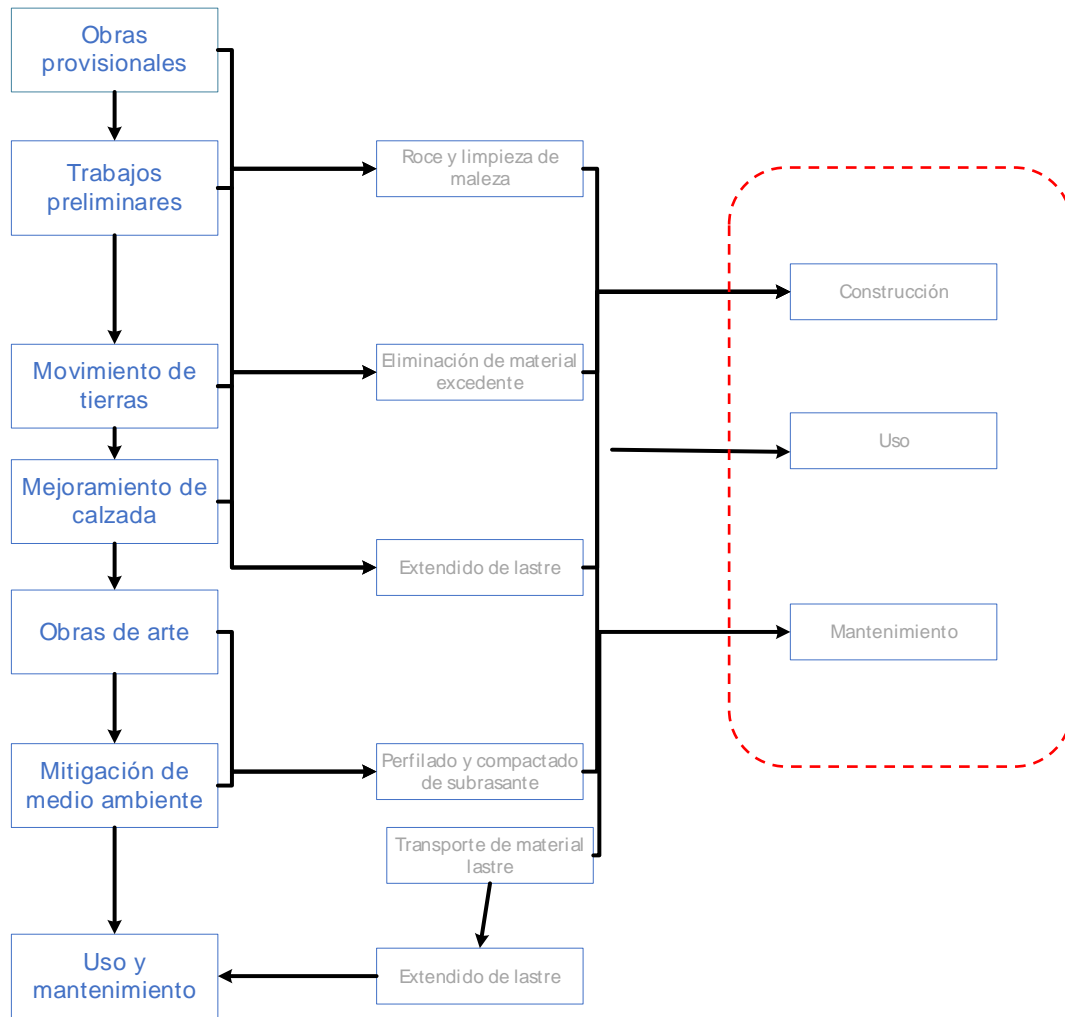 Obras
provisionales
Trabajos
preliminares
Roce y limpieza de
maleza
Construcción
Movimiento de
tierras
Eliminación de material
excedente
Uso
Mejoramiento de
calzada
Extendido de lastre
Obras de arte
Mantenimiento
Mitigación de
medio ambiente
Perfilado y compactado
de subrasante
Transporte de material
lastre
Uso y
mantenimiento
Extendido de lastre